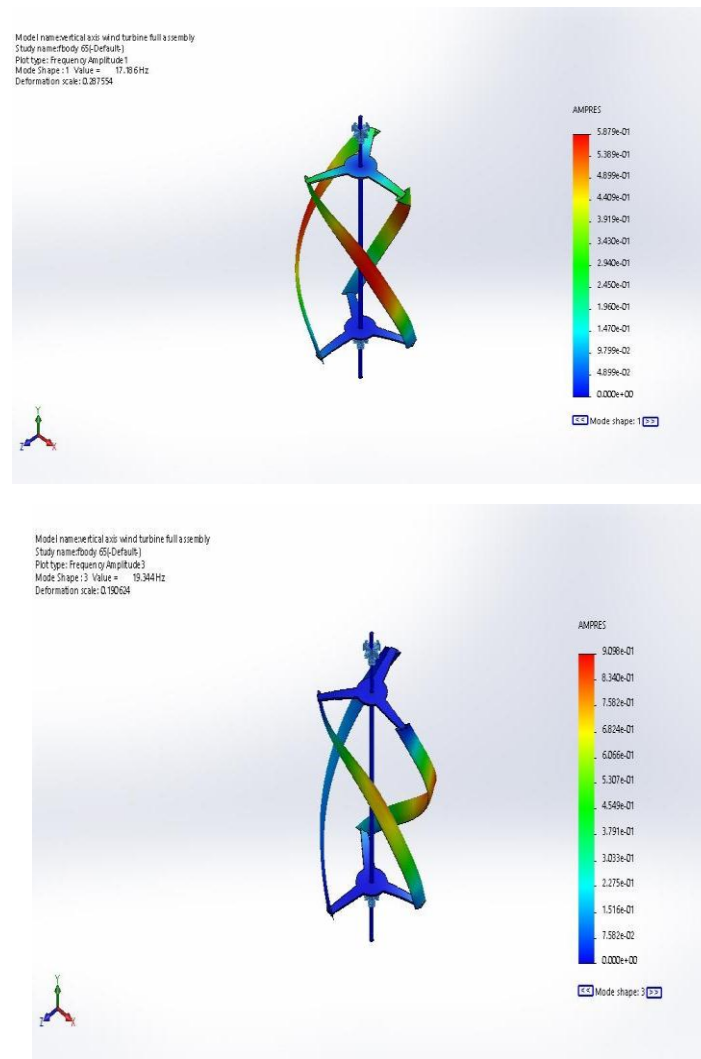 Model name:vertical axis wind turbine full assembly
Study name:fbody 65(-Default-)
Plot type: Frequency Amplitude1
Mode Shape : 1 Value = 17.186 Hz
Deformation scale: 0.287554
AMPRES
5.879e-01
5.389e-01
4.899e-01
4.409e-01
3.919e-01
3.430e-01
2.940e-01
2.450e-01
1.960e-01
1.470e-01
9.799e-02
4.899e-02
0.000e+00
<< Mode shape: 1 >>
Y
Z X
Model name:vertical axis wind turbine full assembly
Study name:fbody 65(-Default-)
Plot type: Frequency Amplitude3
Mode Shape : 3 Value = 19.344 Hz
Deformation scale: 0.190624
AMPRES
9.098e-01
8.340e-01
7.582e-01
6.824e-01
6.066e-01
5.307e-01
4.549e-01
3.791e-01
3.033e-01
2.275e-01
1.516e-01
7.582e-02
0.000e+00
<< Mode shape: 3 >>
Y
Z X